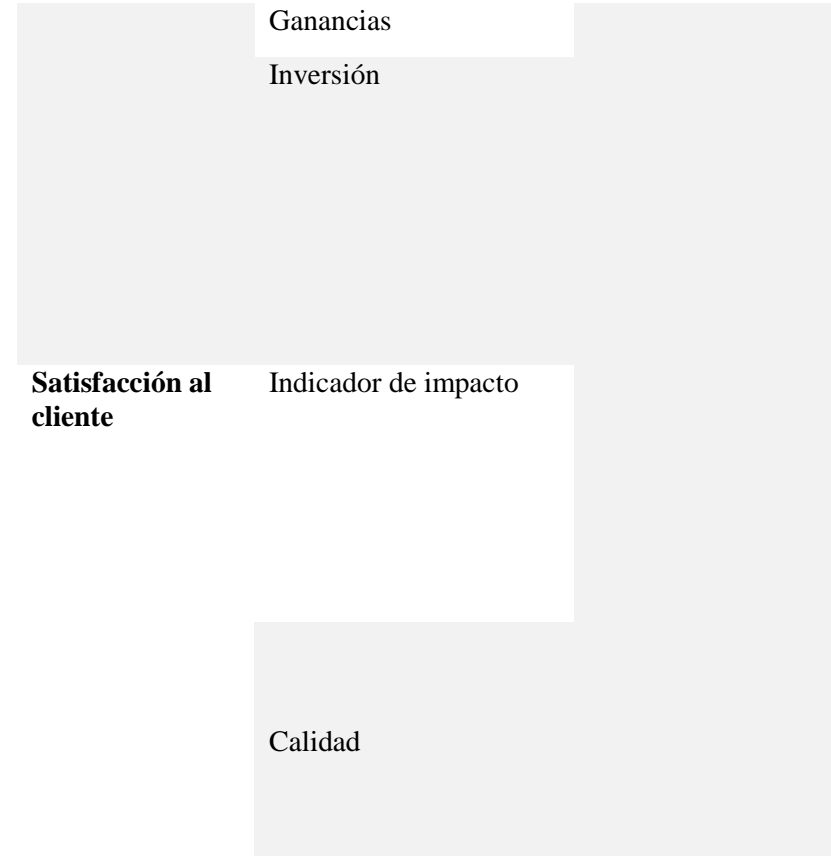 Ganancias
Inversión
Satisfacción al
cliente
Indicador de impacto
Calidad